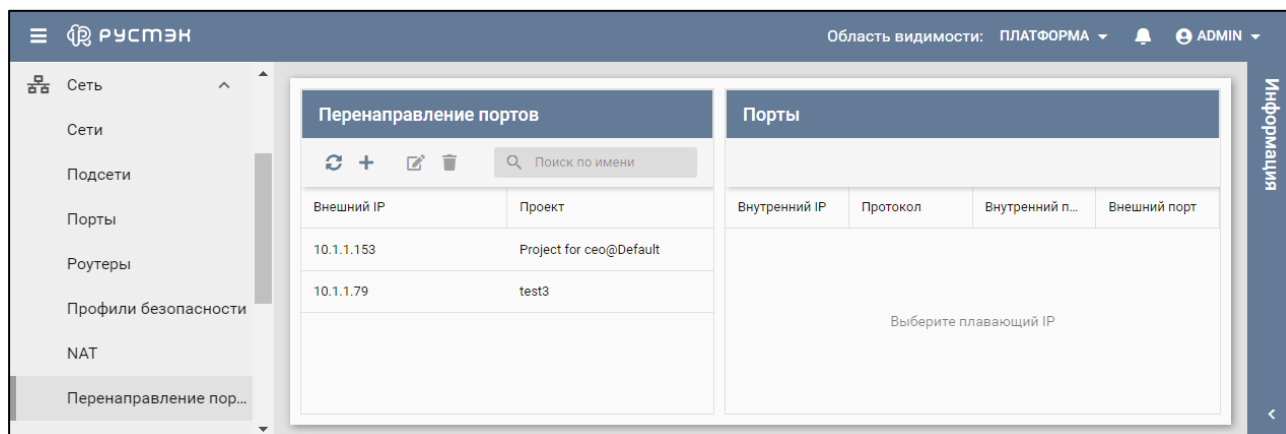 РУСТЭК
Область видимости: ПЛАТФОРМА
ADMIN
Сеть
Сети
Подсети
Порты
Роутеры
Профили безопасности
NAT
Перенаправление пор...
Перенаправление портов
Поиск по имени
Внешний IP Проект
10.1.1.153 Project for ceo@Default
10.1.1.79 test3
Порты
Внутренний IP Протокол Внутренний п... Внешний порт
Выберите плавающий IP
Информация